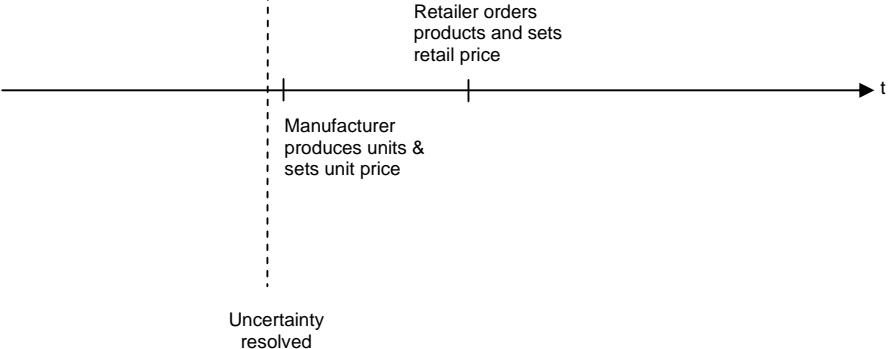 Retailer orders
products and sets
retail price
t
Manufacturer
produces units &
sets unit price
Uncertainty
resolved